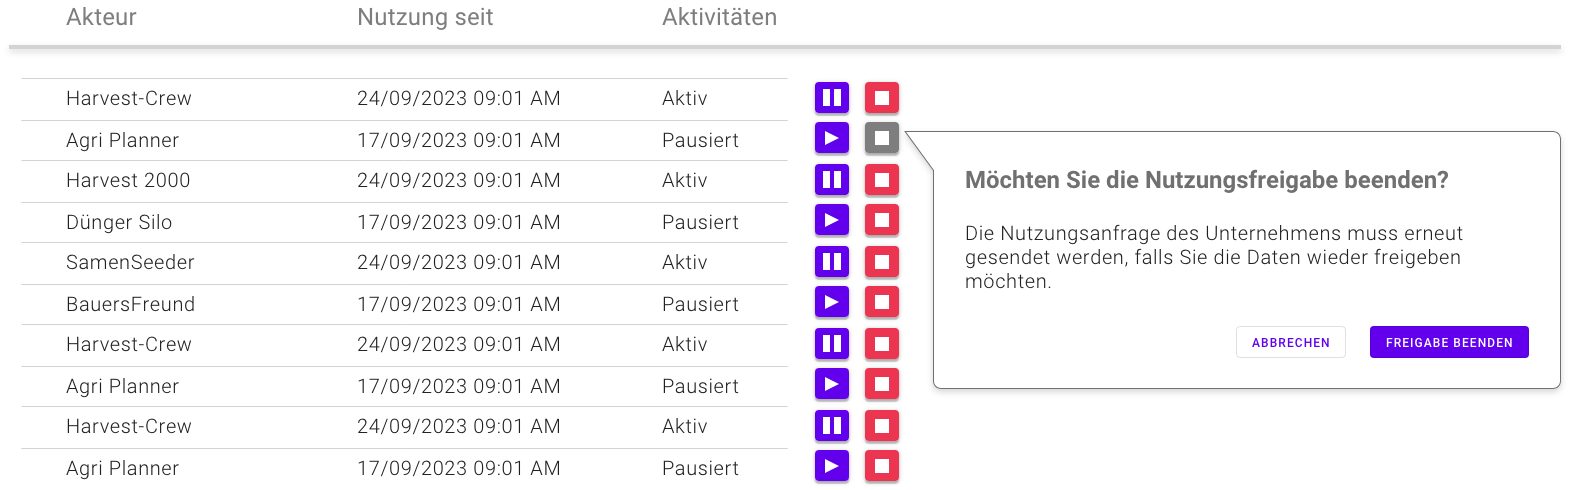 Akteur Nutzung seit Aktivitäten
Harvest-Crew 24/09/2023 09:01 AM Aktiv
Agri Planner 17/09/2023 09:01 AM Pausiert
Harvest 2000 24/09/2023 09:01 AM Aktiv
Dünger Silo 17/09/2023 09:01 AM Pausiert
SamenSeeder 24/09/2023 09:01 AM Aktiv
BauersFreund 17/09/2023 09:01 AM Pausiert
Harvest-Crew 24/09/2023 09:01 AM Aktiv
Agri Planner 17/09/2023 09:01 AM Pausiert
Harvest-Crew 24/09/2023 09:01 AM Aktiv
Agri Planner 17/09/2023 09:01 AM Pausiert
Möchten Sie die Nutzungsfreigabe beenden?
Die Nutzungsanfrage des Unternehmens muss erneut
gesendet werden, falls Sie die Daten wieder freigeben
möchten.
ABBRECHEN FREIGABE BEENDEN